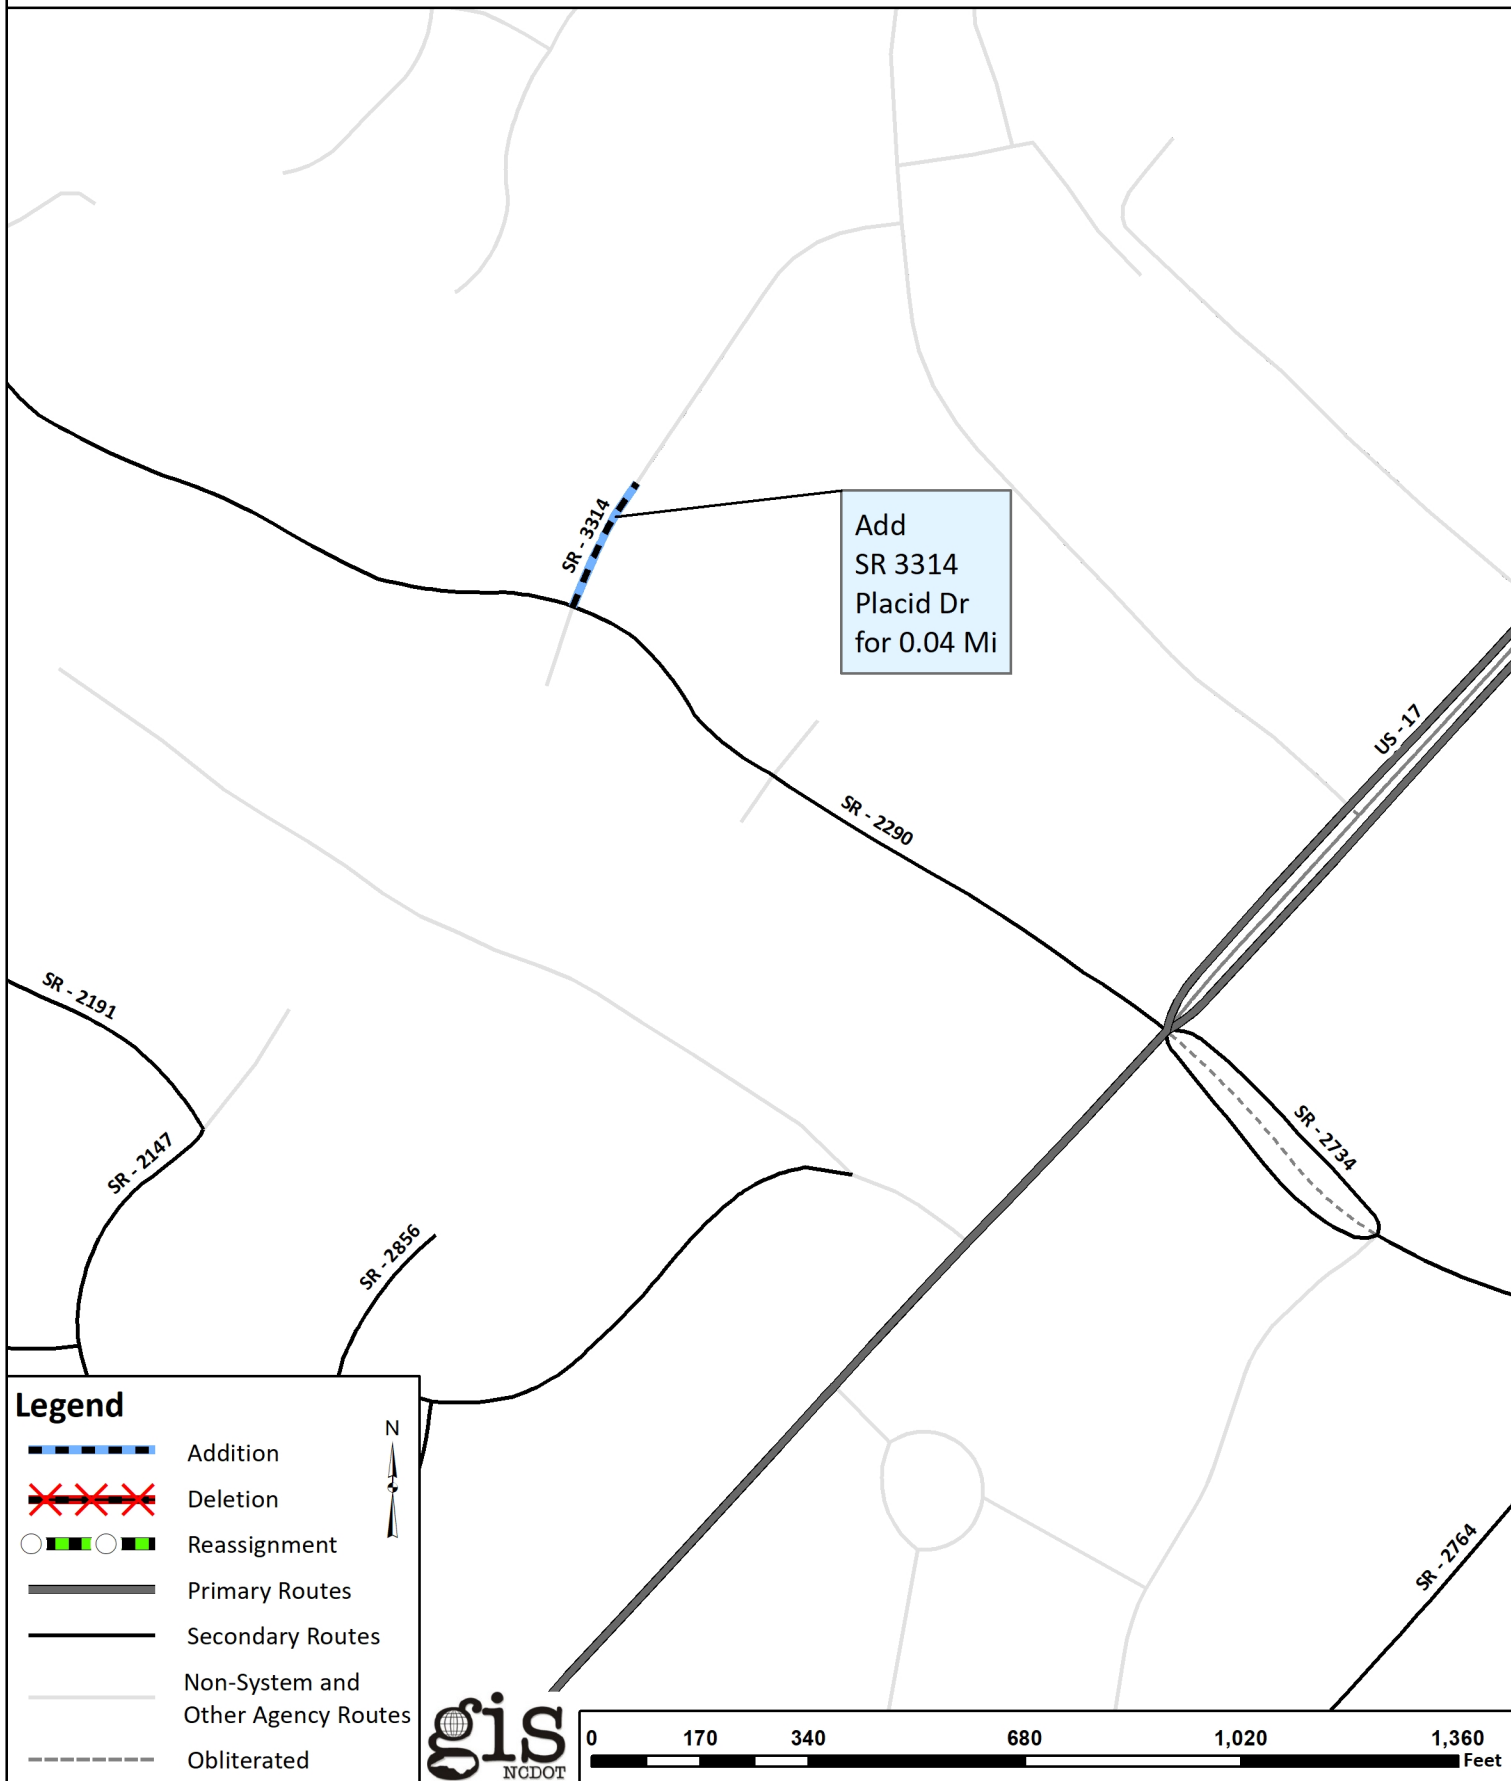 SR - 3314
Add
SR 3314
Placid Dr
for 0.04 Mi
US - 17
SR - 2290
SR - 2191
SR - 2147
SR - 2734
SR - 2856
SR - 2764
Legend
N
Addition
Deletion
Reassignment
Primary Routes
Secondary Routes
Non-System and
Other Agency Routes
Obliterated
gis
NCDOT
0 170 340 680 1,020 1,360
Feet